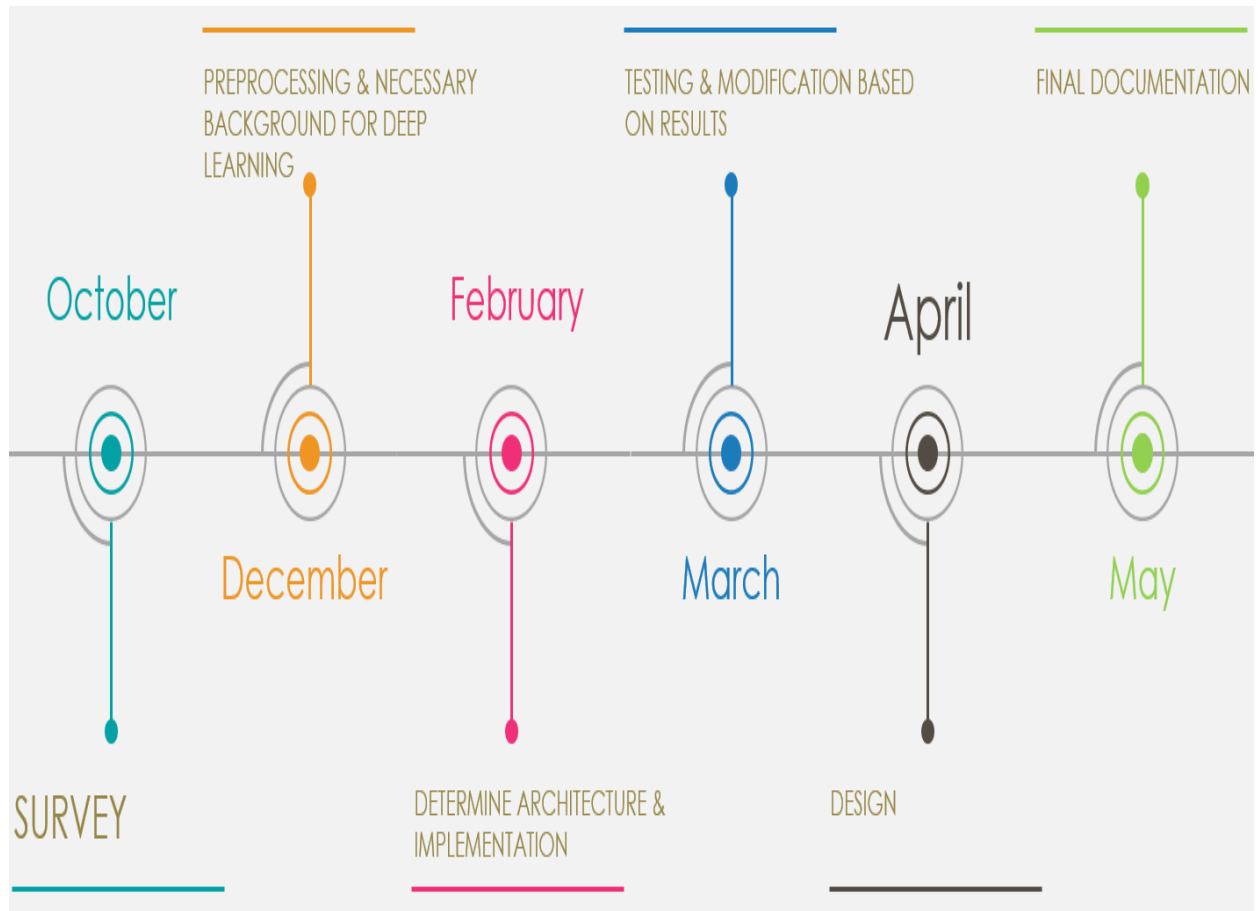 PREPROCESSING & NECESSARY
BACKGROUND FOR DEEP
LEARNING
TESTING & MODIFICATION BASED
ON RESULTS
FINAL DOCUMENTATION
October
February
April
December
March
May
SURVEY
DETERMINE ARCHITECTURE &
IMPLEMENTATION
DESIGN